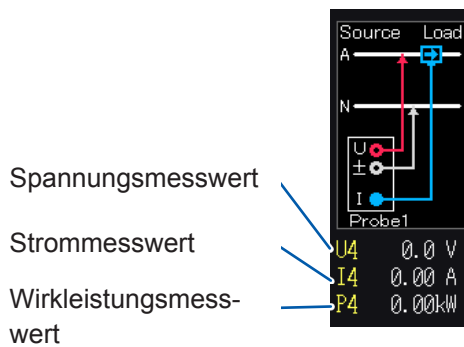 Source Load
A
N
U
±
I
Probe1
Spannungsmesswert
U4 0.0 V
Strommesswert
I4 0.00 A
Wirkleistungsmess-
wert
P4 0.00kW